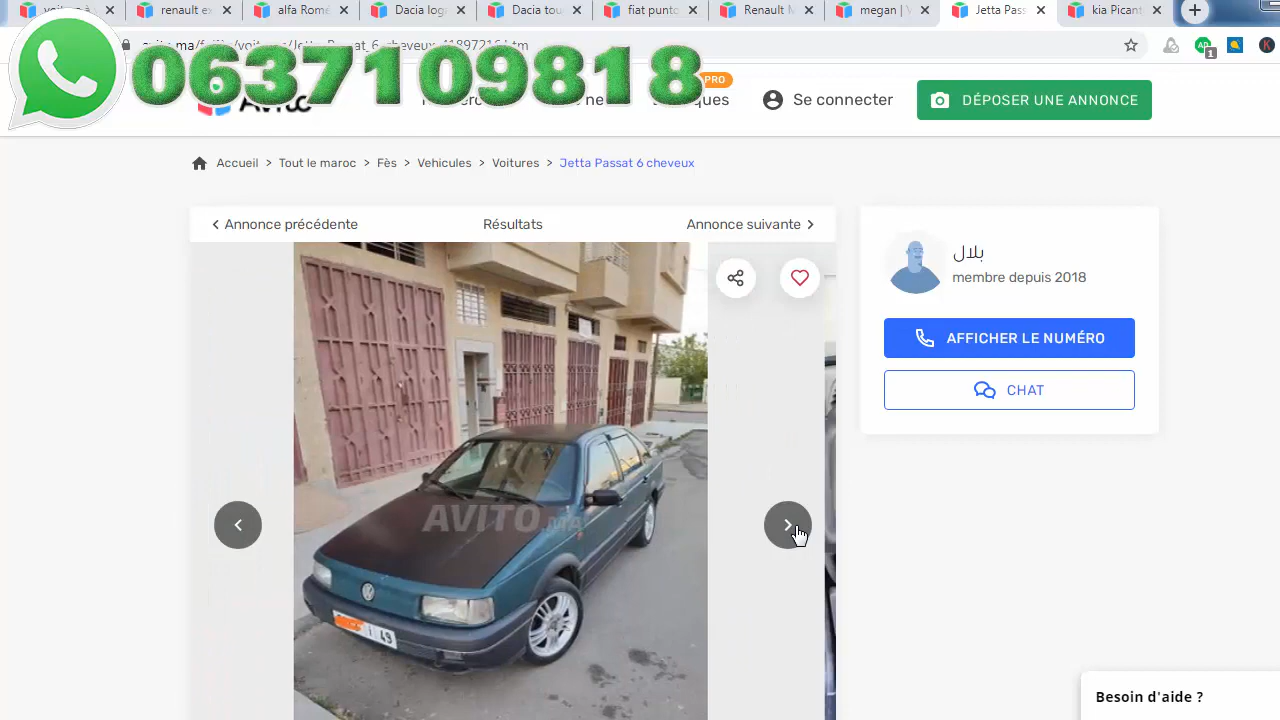 renault ex
alfa Romé
Dacia log
Dacia tou
fiat punto
Renault M
megan | V
Jetta Pass
kia Picant
0637109818
PRO
Se connecter
DÉPOSER UNE ANNONCE
Accueil > Tout le maroc > Fès > Vehicules > Voitures > Jetta Passat 6 cheveux
Annonce précédente
Résultats
Annonce suivante
بلال
membre depuis 2018
AFFICHER LE NUMÉRO
CHAT
AVITO.MA
49
Besoin d'aide ?